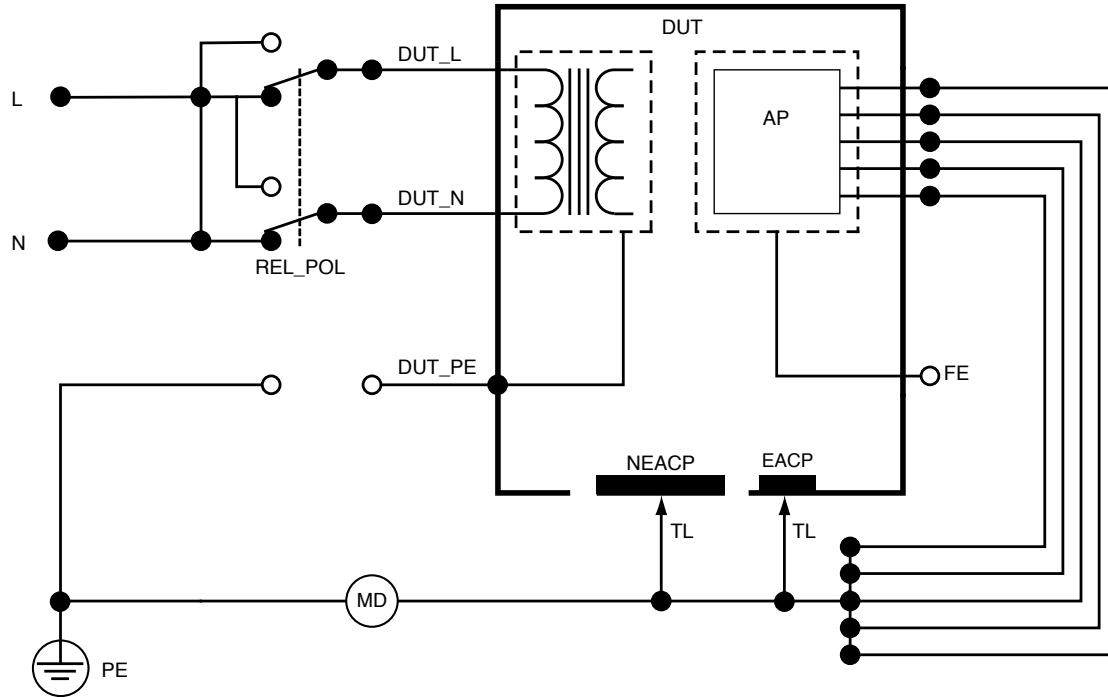 DUT
DUT_L
L
AP
DUT_N
N
REL_POL
DUT_PE
FE
NEACP
EACP
TL
TL
MD
PE